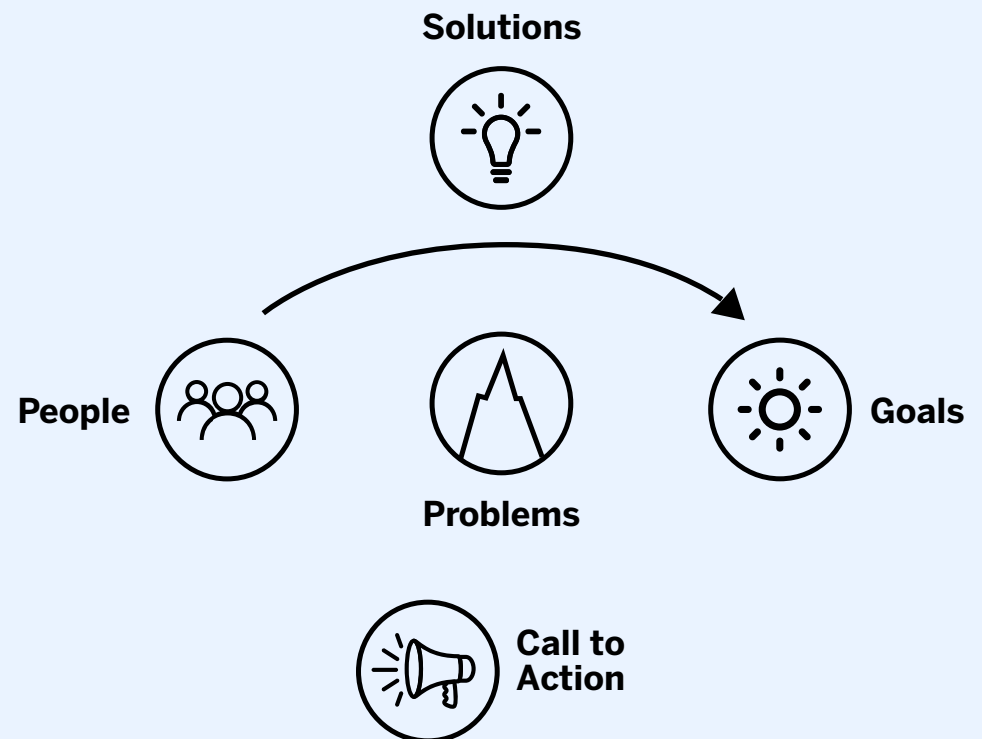 Solutions
People
Goals
Problems
Call to
Action